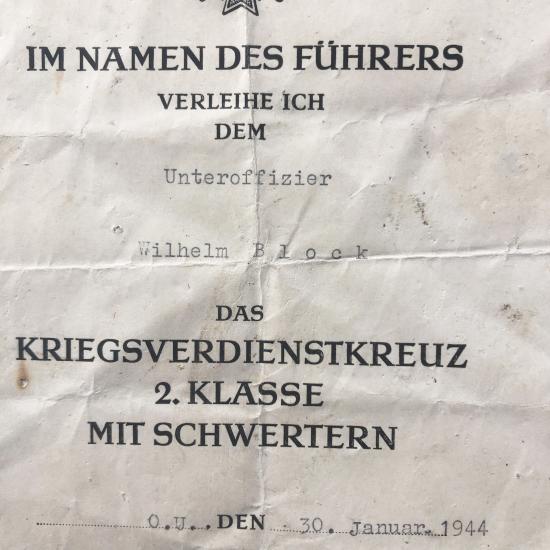 IM NAMEN DES FÜHRERS
VERLEIHE ICH
DEM
Unteroffizier
Wilhelm Block
DAS
KRIEGSVERDIENSTKREUZ
2. KLASSE
MIT SCHWERTERN
O.U., DEN 30. Januar 1944